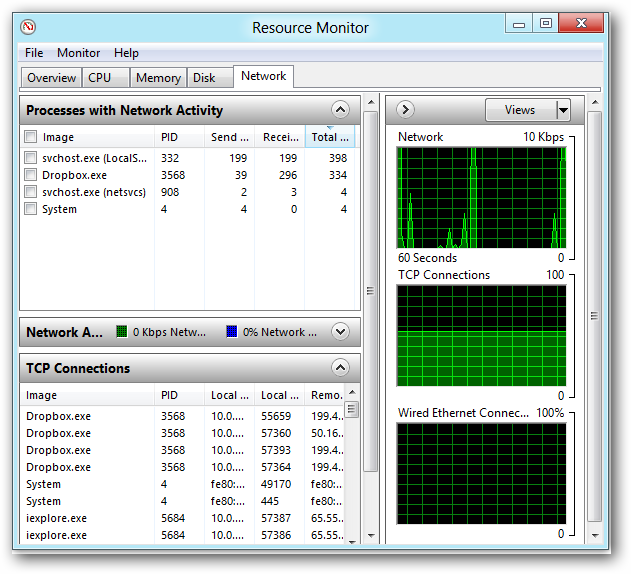 Resource Monitor
File Monitor Help
Overview CPU Memory Disk Network
Processes with Network Activity
Image PID Send ... Recei... Total ...
svchost.exe (LocalS... 332 199 199 398
Dropbox.exe 3568 39 296 334
svchost.exe (netsvcs) 908 2 3 4
System 4 4 0 4
Network A... 0 Kbps Netw... 0% Network ...
TCP Connections
Image PID Local ... Local ... Remo...
Dropbox.exe 3568 10.0.... 55659 199.4...
Dropbox.exe 3568 10.0.... 57360 50.16...
Dropbox.exe 3568 10.0.... 57393 199.4...
Dropbox.exe 3568 10.0.... 57364 199.4...
System 4 fe80:... 49170 fe80:...
System 4 fe80:... 445 fe80:...
iexplore.exe 5684 10.0.... 57387 65.55...
iexplore.exe 5684 10.0.... 57386 65.55...
Views
Network 10 Kbps
60 Seconds 0
TCP Connections 100
0
Wired Ethernet Connec... 100%
0